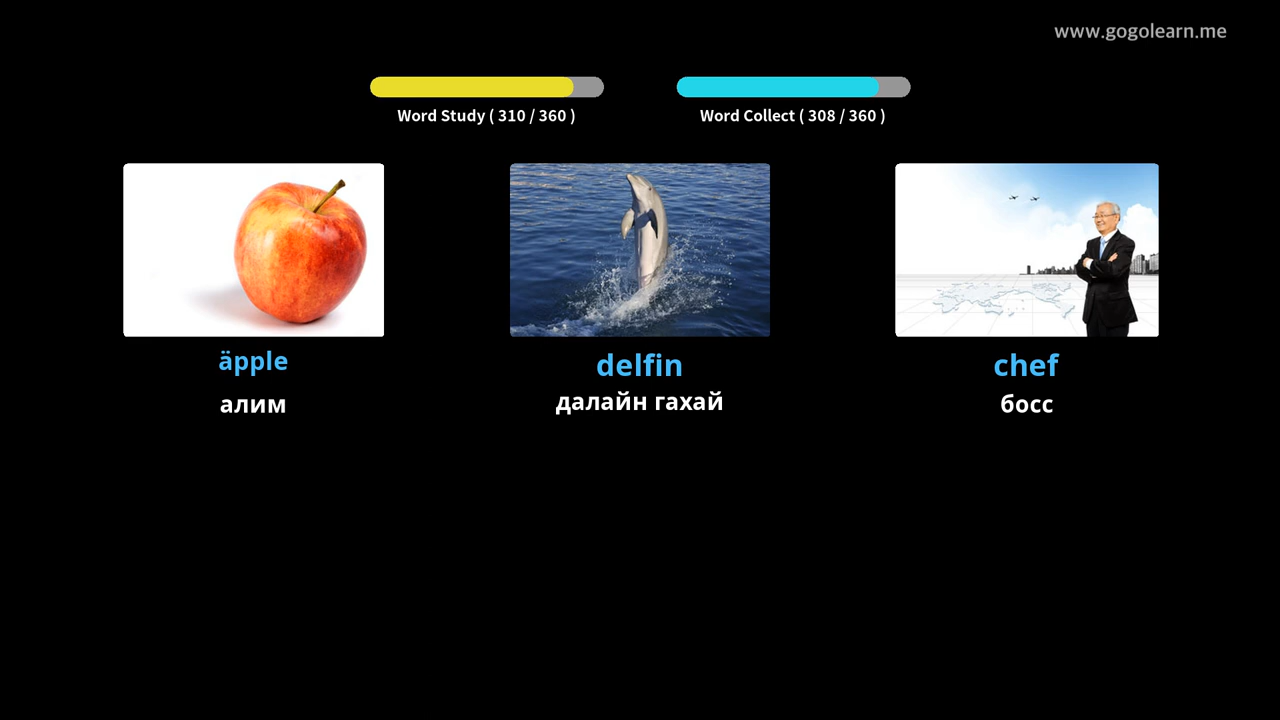 www.gogolearn.me
Word Study ( 310 / 360 )
Word Collect ( 308 / 360 )
äpple
delfin
chef
алим
далайн гахай
босс